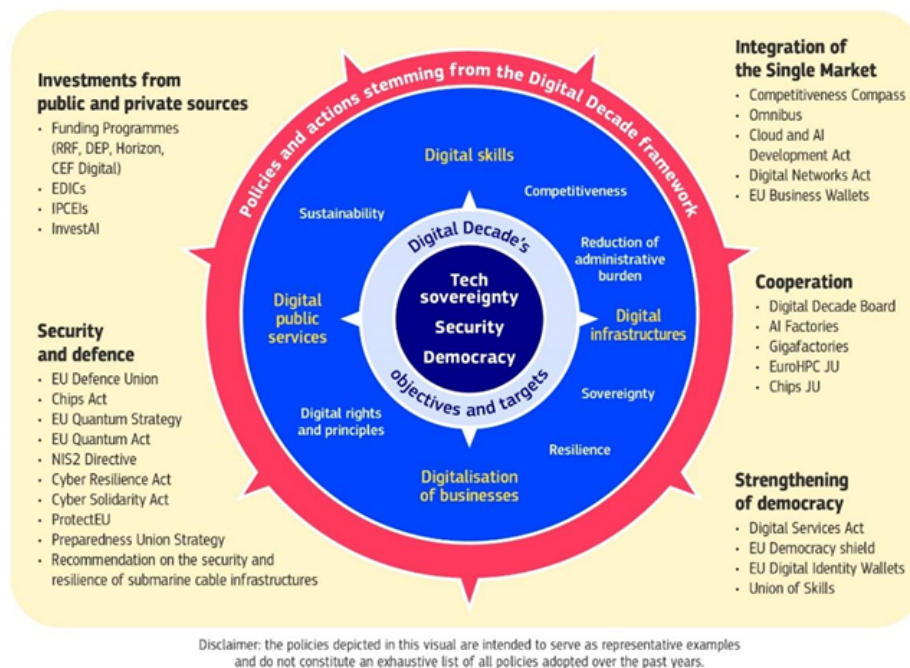 Policies and actions stemming from the Digital Decade framework
Investments from
public and private sources
• Funding Programmes
(RRF, DEP, Horizon,
CEF Digital)
• EDICs
• IPCEIs
• InvestAI
Security
and defence
• EU Defence Union
• Chips Act
• EU Quantum Strategy
• EU Quantum Act
• NIS2 Directive
• Cyber Resilience Act
• Cyber Solidarity Act
• ProtectEU
• Preparedness Union Strategy
• Recommendation on the security and
resilience of submarine cable infrastructures
Digital skills
Competitiveness
Sustainability
Reduction of
administrative
burden
Digital
public
services
Digital
infrastructures
Digital rights
and principles
Sovereignty
Resilience
Digitalisation
of businesses
Digital Decade's
objectives and targets
Tech
sovereignty
Security
Democracy
Integration of
the Single Market
• Competitiveness Compass
• Omnibus
• Cloud and AI
Development Act
• Digital Networks Act
• EU Business Wallets
Cooperation
• Digital Decade Board
• AI Factories
• Gigafactories
• EuroHPC JU
• Chips JU
Strengthening
of democracy
• Digital Services Act
• EU Democracy shield
• EU Digital Identity Wallets
• Union of Skills
Disclaimer: the policies depicted in this visual are intended to serve as representative examples
and do not constitute an exhaustive list of all policies adopted over the past years.